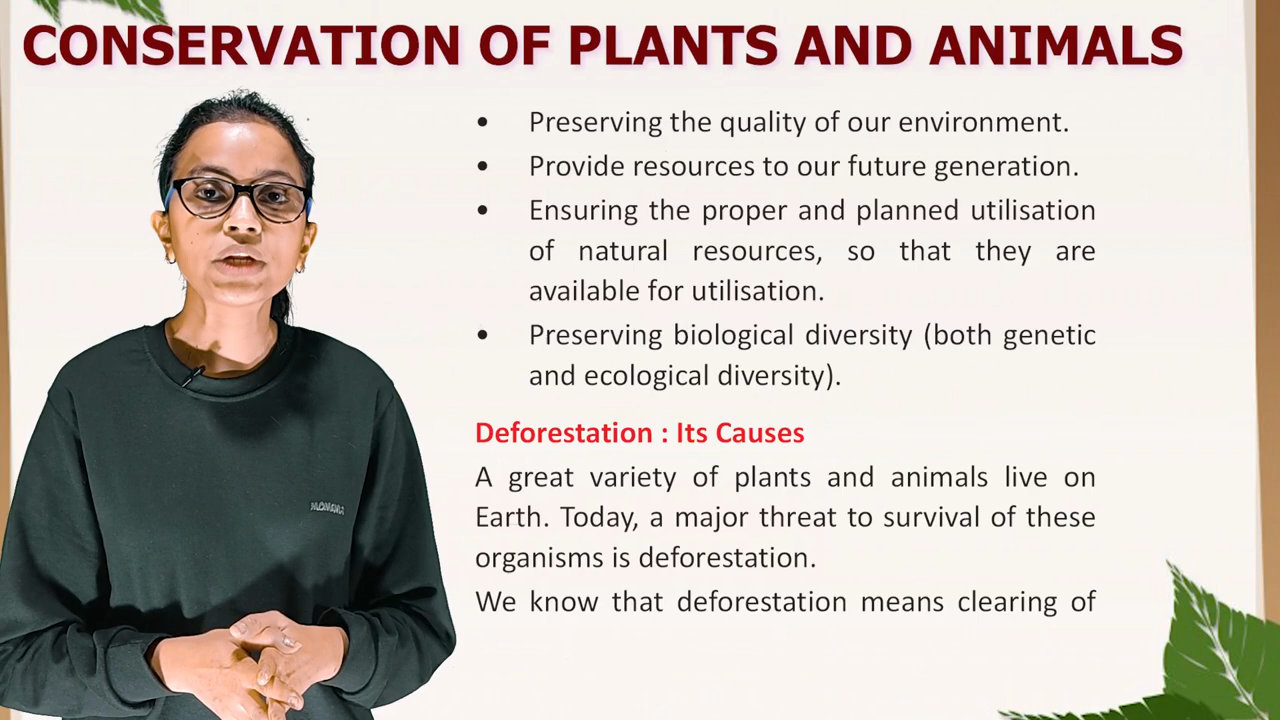 CONSERVATION OF PLANTS AND ANIMALS
• Preserving the quality of our environment.
• Provide resources to our future generation.
• Ensuring the proper and planned utilisation
of natural resources, so that they are
available for utilisation.
• Preserving biological diversity (both genetic
and ecological diversity).
Deforestation : Its Causes
A great variety of plants and animals live on
Earth. Today, a major threat to survival of these
organisms is deforestation.
We know that deforestation means clearing of